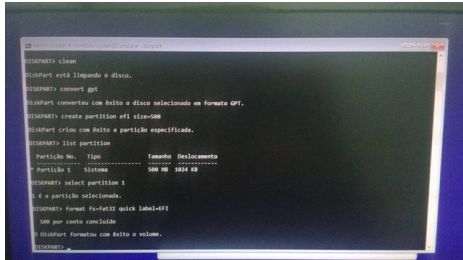 DISKPART> clean
DiskPart está limpando o disco.
DISKPART> convert gpt
DiskPart converteu com êxito o disco selecionado em formato GPT.
DISKPART> create partition efi size=500
DiskPart criou com êxito a partição especificada.
DISKPART> list partition
Partição No. Tipo Tamanho Deslocamento
* Partição 1 Sistema 500 MB 1024 KB
DISKPART> select partition 1
1 é a partição selecionada.
DISKPART> format fs=fat32 quick label=EFI
100 por cento concluído
O DiskPart formatou com êxito o volume.
DISKPART>